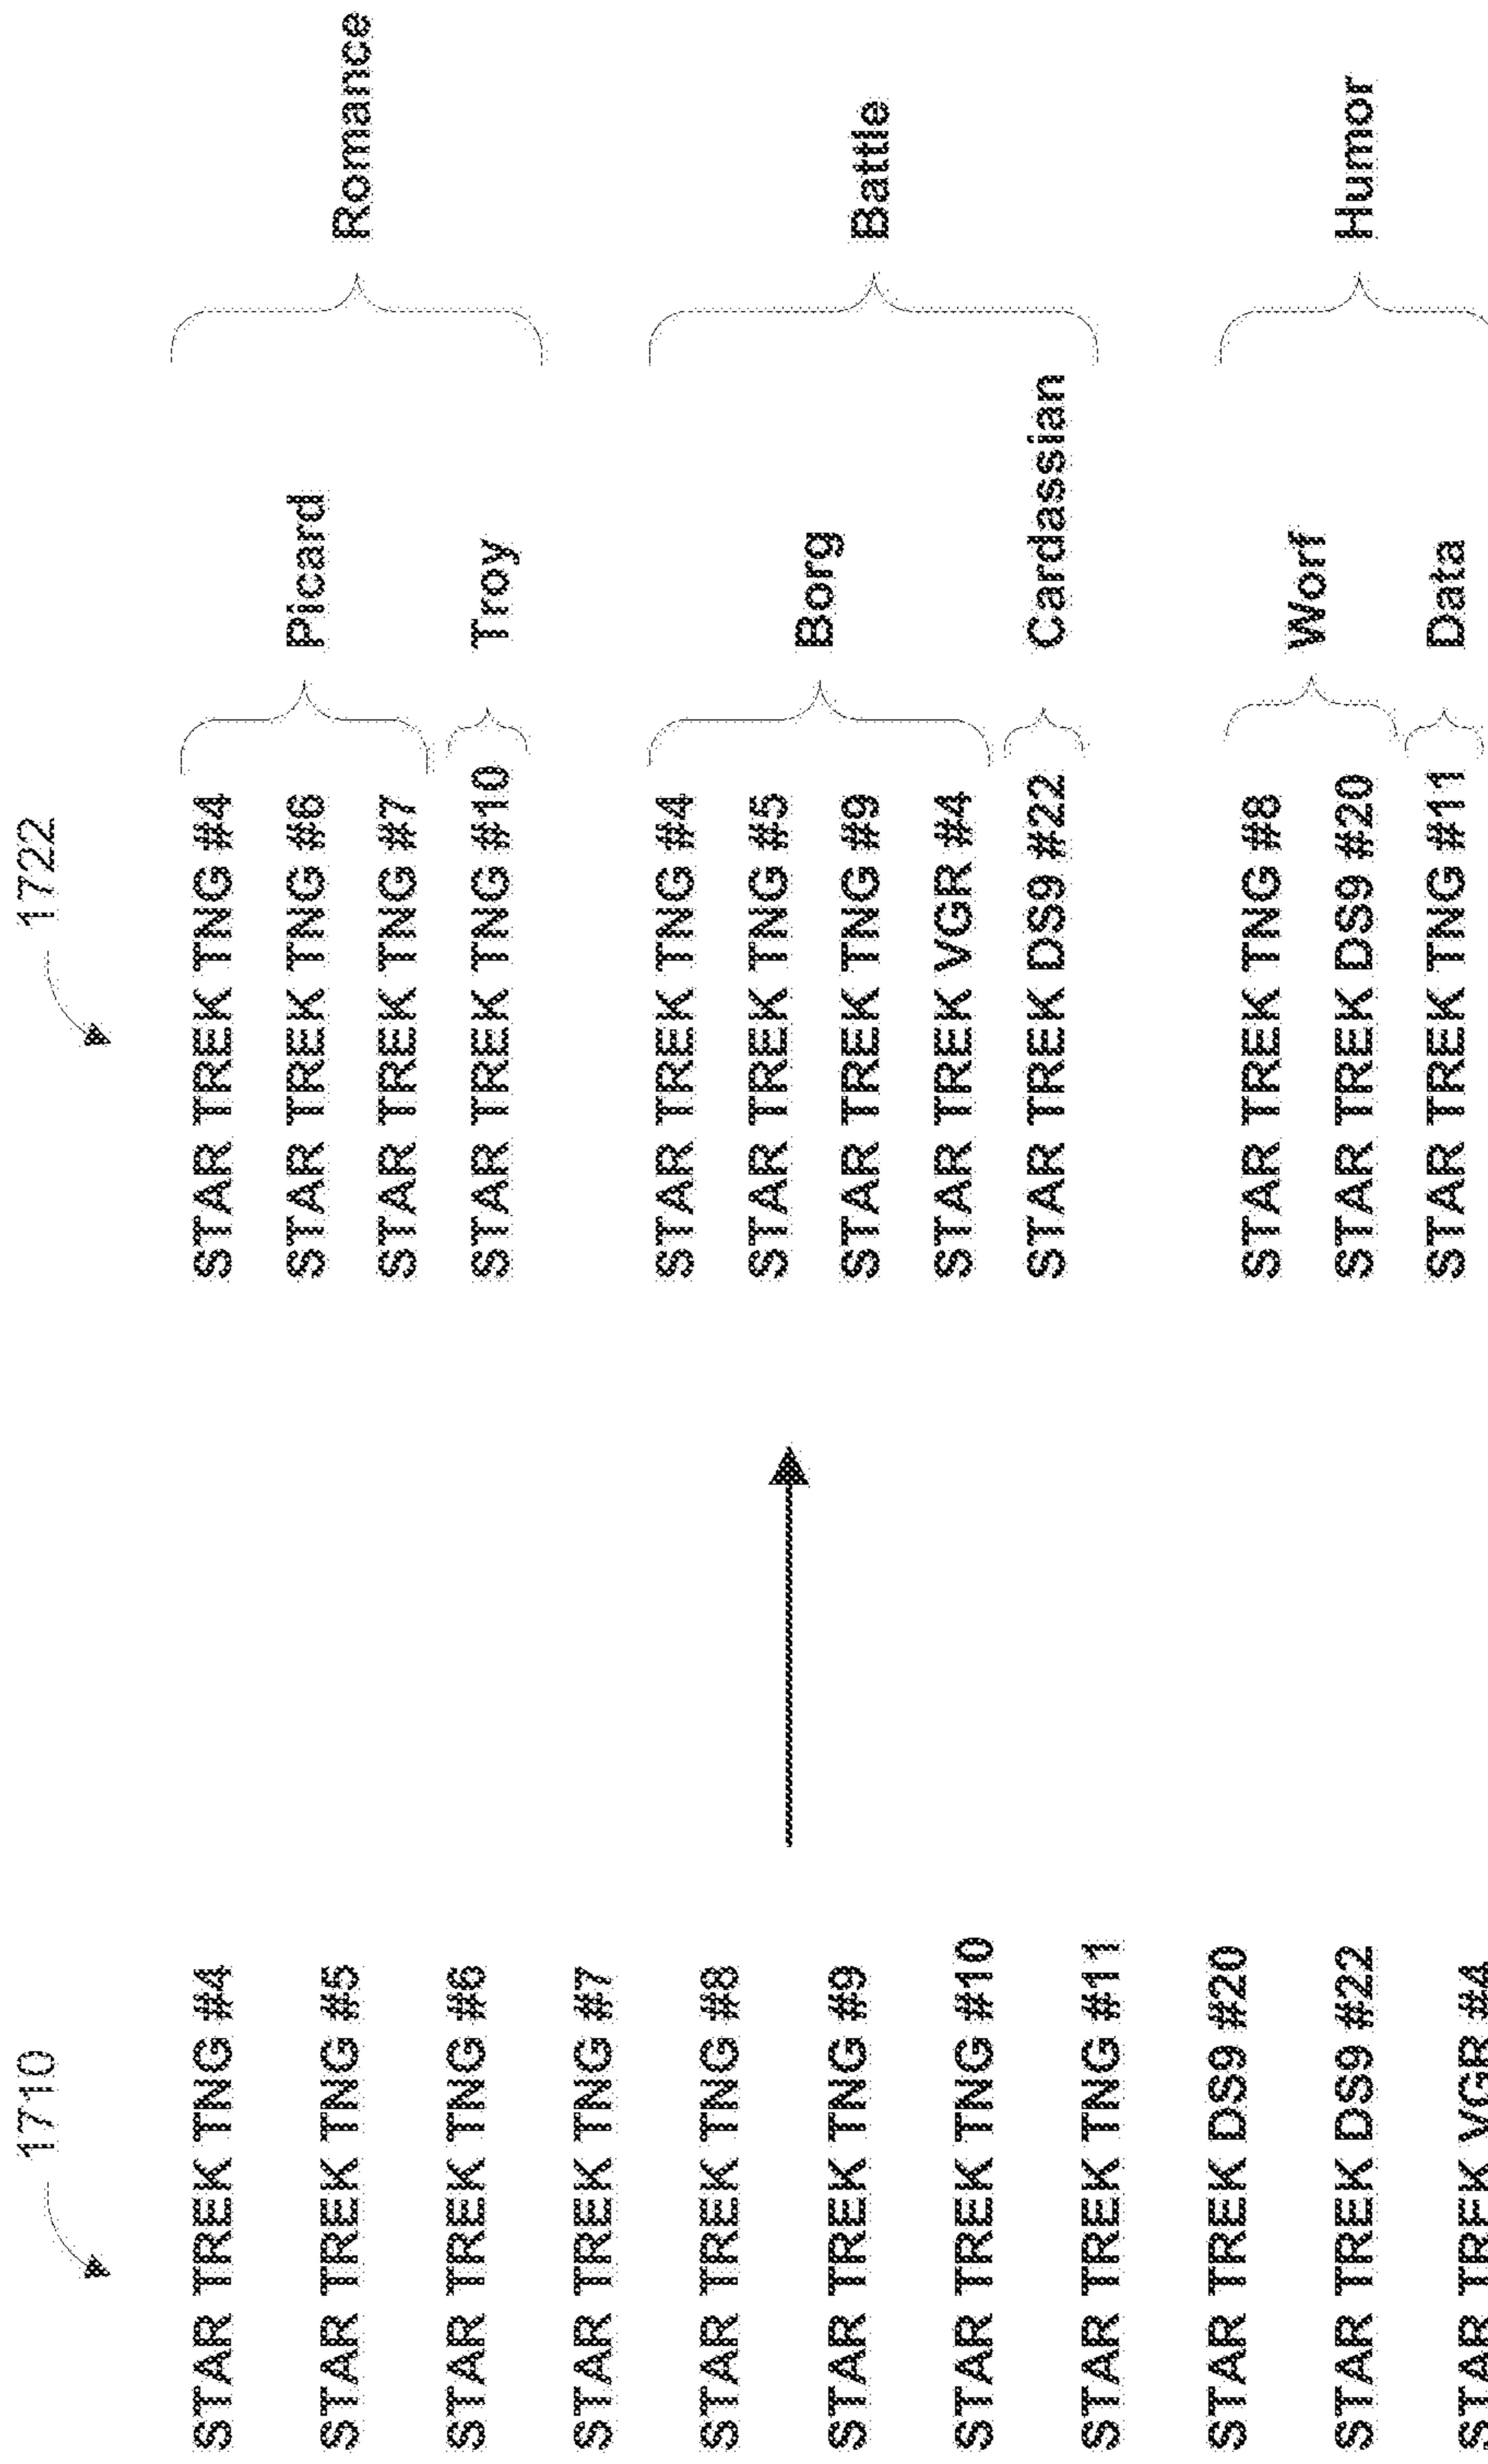 1710
STAR TREK TNG #4
STAR TREK TNG #5
STAR TREK TNG #6
STAR TREK TNG #7
STAR TREK TNG #8
STAR TREK TNG #9
STAR TREK TNG #10
STAR TREK TNG #11
STAR TREK DS9 #20
STAR TREK DS9 #22
STAR TREK VGR #4
1722
STAR TREK TNG #4
STAR TREK TNG #6
STAR TREK TNG #7
Picard
STAR TREK TNG #10
Troy
Romance
STAR TREK TNG #4
STAR TREK TNG #5
STAR TREK TNG #9
STAR TREK VGR #4
Borg
STAR TREK DS9 #22
Cardassian
Battle
STAR TREK TNG #8
STAR TREK DS9 #20
Worf
STAR TREK TNG #11
Data
Humor